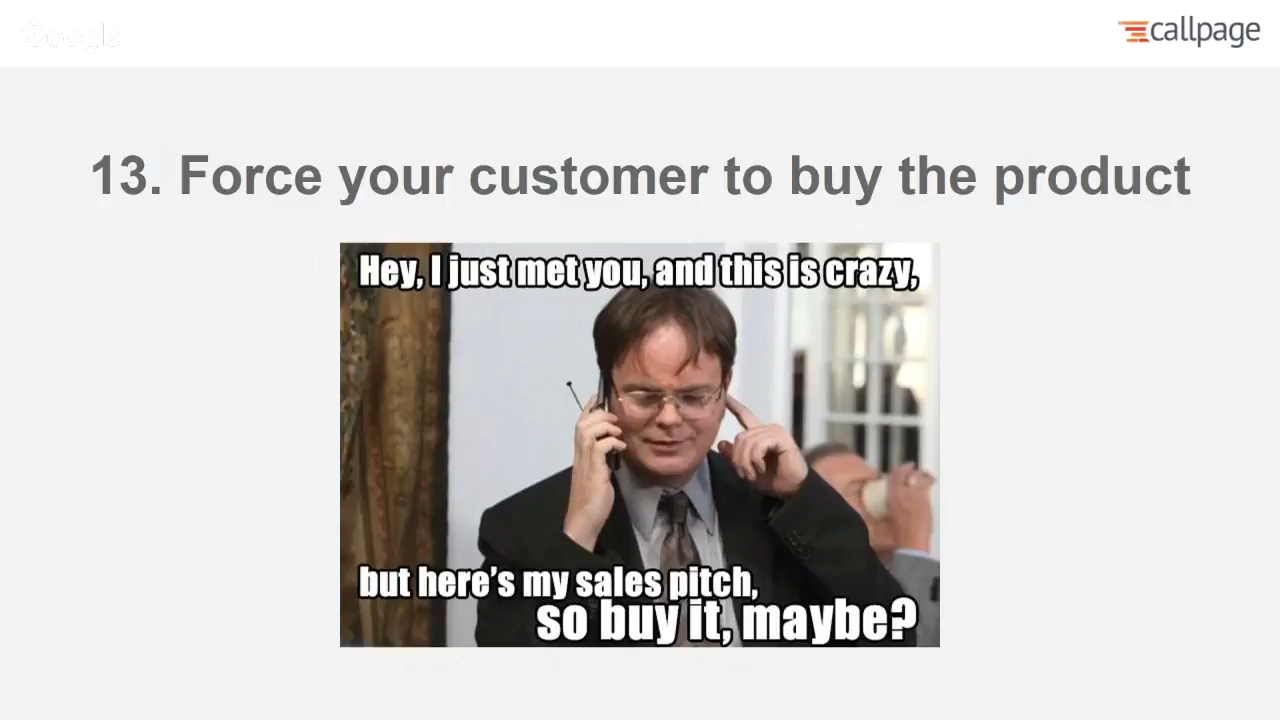 callpage
13. Force your customer to buy the product
Hey, I just met you, and this is crazy,
but here's my sales pitch,
so buy it, maybe?